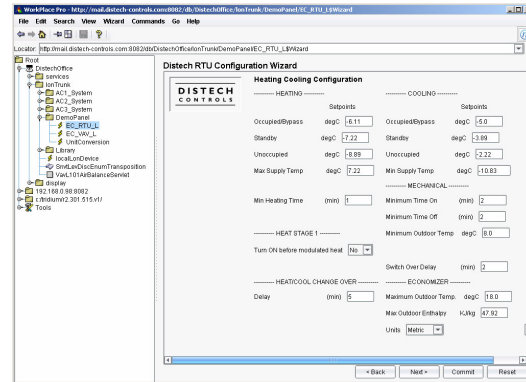 WorkPlace Pro - http://mail.distech-controls.com:8082/db/DistechOffice/lonTrunk/DemoPanel/EC_RTU_L$Wizard
File Edit Search View Wizard Commands Go Help
Locator: http://mail.distech-controls.com:8082/db/DistechOffice/lonTrunk/DemoPanel/EC_RTU_L$Wizard
Root
DistechOffice
services
lonTrunk
AC1_System
AC2_System
AC3_System
DemoPanel
EC_RTU_L
EC_VAV_L
UnitConversion
Library
localLonDevice
SmtLevDiscEnumTransposition
VavL101AirBalanceServlet
display
192.168.0.98:8082
c:/tridium/r2.301.515.v1/
Tools
Distech RTU Configuration Wizard
DISTECH
CONTROLS
Heating Cooling Configuration
---------- HEATING ----------
Setpoints
Occupied/Bypass degC -6.11
Standby degC -7.22
Unoccupied degC -8.89
Max Supply Temp degC 7.22
Min Heating Time (min) 1
---------- HEAT STAGE 1 ----------
Turn ON before modulated heat No
---------- HEAT/COOL CHANGE OVER ----------
Delay (min) 5
---------- COOLING ----------
Setpoints
Occupied/Bypass degC -5.0
Standby degC -3.89
Unoccupied degC -2.22
Min Supply Temp degC -10.83
---------- MECHANICAL ----------
Minimum Time On (min) 2
Minimum Time Off (min) 2
Minimum Outdoor Temp degC 8.0
Switch Over Delay (min) 2
---------- ECONOMIZER ----------
Maximum Outdoor Temp. degC 18.0
Max Outdoor Enthalpy kJ/kg 47.92
Units Metric
< Back Next > Commit Reset